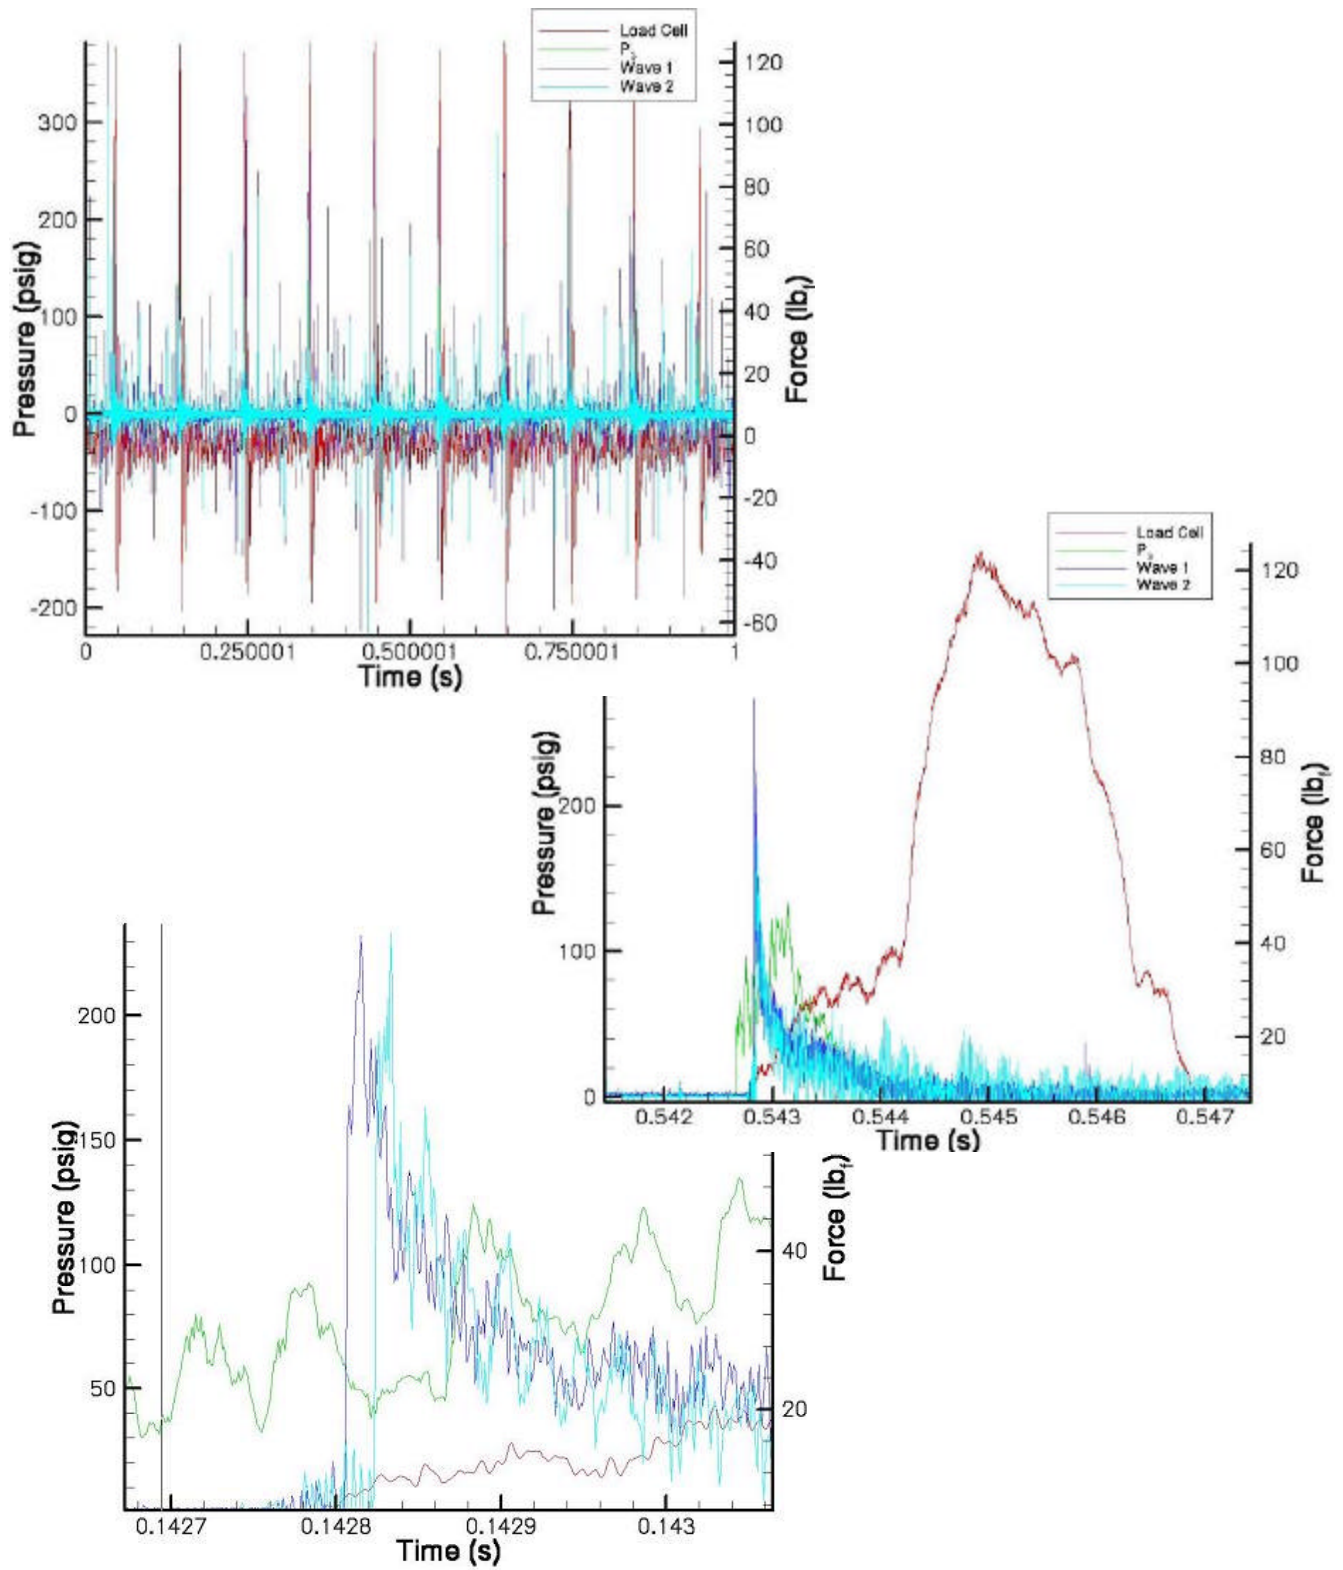 Load Cell
P3
Wave 1
Wave 2
300
200
100
0
-100
-200
Pressure (psig)
120
100
80
60
40
20
0
-20
-40
-60
Force (lbf)
0 0.250001 0.500001 0.750001 1
Time (s)
Load Cell
P3
Wave 1
Wave 2
200
100
0
Pressure (psig)
120
100
80
60
40
20
Force (lbf)
0.542 0.543 0.544 0.545 0.546 0.547
Time (s)
200
150
100
50
Pressure (psig)
40
20
Force (lbf)
0.1427 0.1428 0.1429 0.143
Time (s)